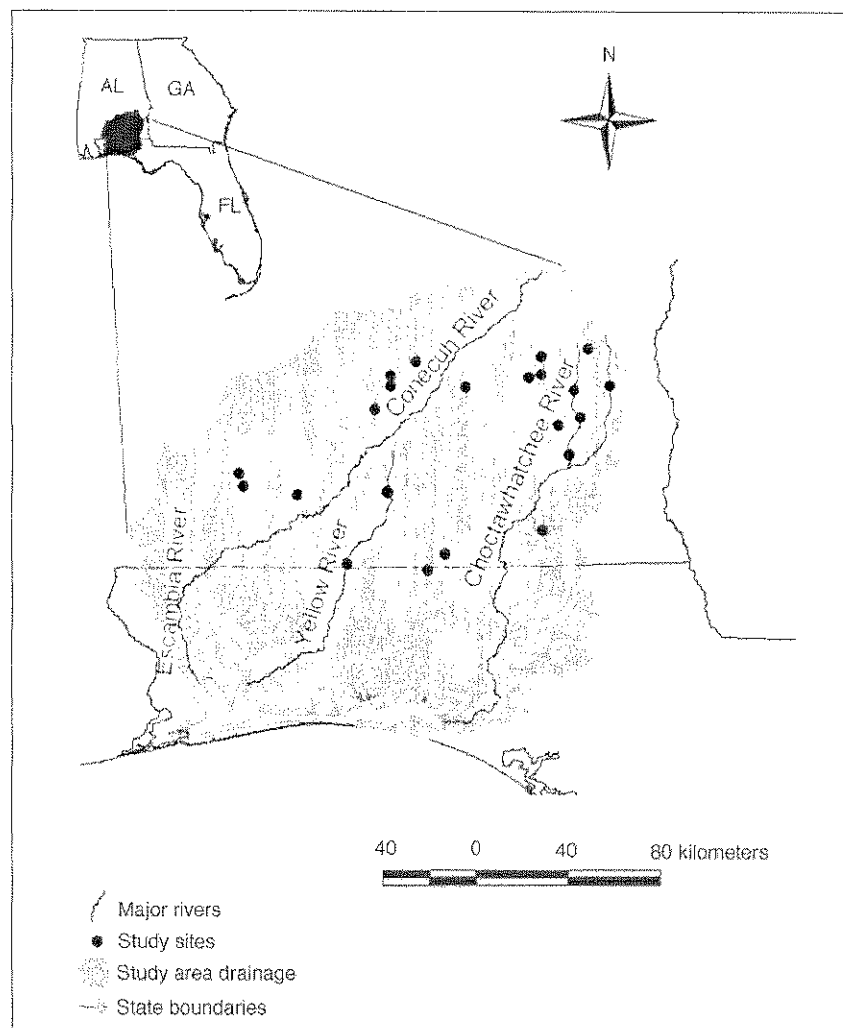 N
AL
GA
FL
Conecuh River
Choctawhatchee River
Escambia River
Yellow River
40 0 40 80 kilometers
Major rivers
Study sites
Study area drainage
State boundaries